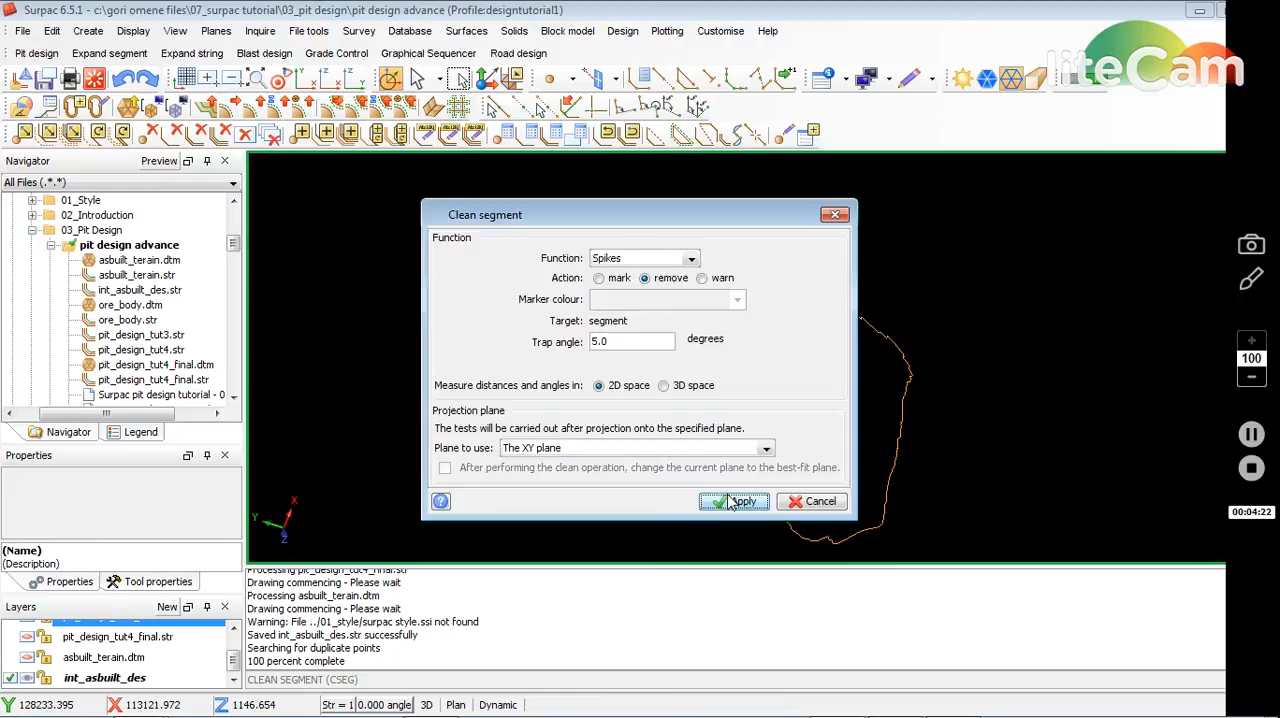 Surpac 6.5.1 - c:\gori omene files\07_surpac tutorial\03_pit design\pit design advance (Profile:designtutorial1)
File Edit Create Display View Planes Inquire File tools Survey Database Surfaces Solids Block model Design Plotting Customise Help
Pit design Expand segment Expand string Blast design Grade Control Graphical Sequencer Road design
liteCam
Navigator Preview
All Files (*.*)
01_Style
02_Introduction
03_Pit Design
pit design advance
asbuilt_terain.dtm
asbuilt_terain.str
int_asbuilt_des.str
ore_body.dtm
ore_body.str
pit_design_tut3.str
pit_design_tut4.str
pit_design_tut4_final.dtm
pit_design_tut4_final.str
Surpac pit design tutorial - 0
Navigator Legend
Properties
(Name)
(Description)
Properties Tool properties
Layers New
pit_design_tut4_final.str
asbuilt_terain.dtm
int_asbuilt_des
Clean segment
Function
Function: Spikes
Action: mark remove warn
Marker colour:
Target: segment
Trap angle: 5.0 degrees
Measure distances and angles in: 2D space 3D space
Projection plane
The tests will be carried out after projection onto the specified plane.
Plane to use: The XY plane
After performing the clean operation, change the current plane to the best-fit plane.
Apply Cancel
X
Y
Z
Processing pit_design_tut4_final.str
Drawing commencing - Please wait
Processing asbuilt_terain.dtm
Drawing commencing - Please wait
Warning: File ../01_style/surpac style.ssi not found
Saved int_asbuilt_des.str successfully
Searching for duplicate points
100 percent complete
CLEAN SEGMENT (CSEG)
Y 128233.395 X 113121.972 Z 1146.654 Str = 1 0.000 angle 3D Plan Dynamic
100
00:04:22